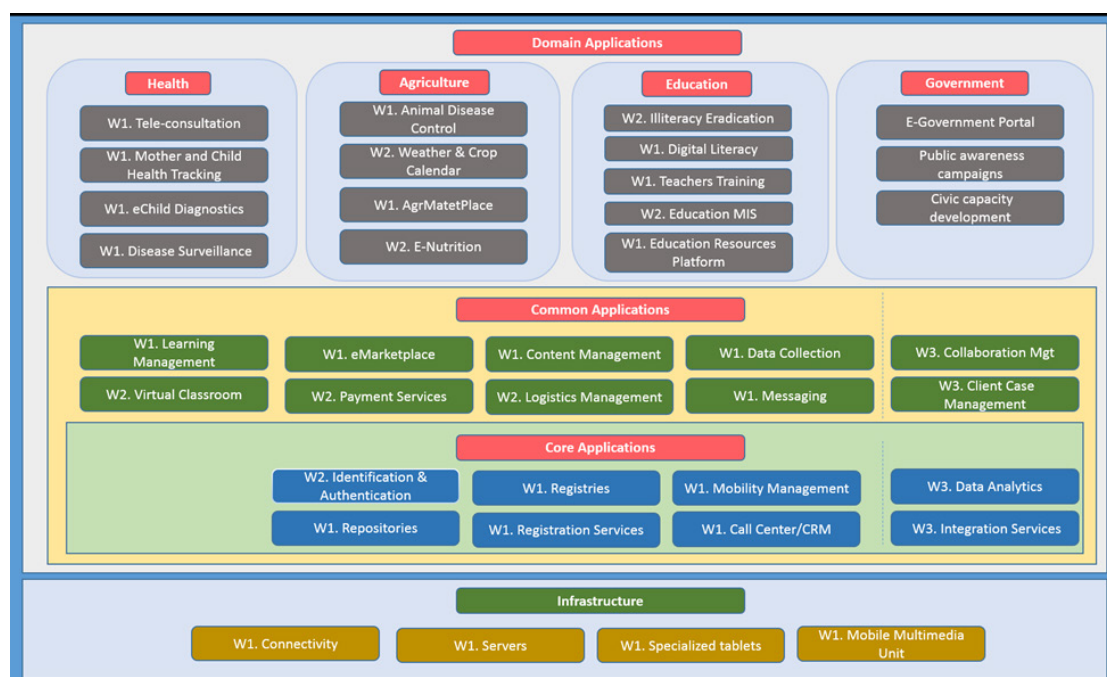 Domain Applications
Health
W1. Tele-consultation
W1. Mother and Child
Health Tracking
W1. eChild Diagnostics
W1. Disease Surveillance
Agriculture
W1. Animal Disease
Control
W2. Weather & Crop
Calendar
W1. AgrMatetPlace
W2. E-Nutrition
Education
W2. Illiteracy Eradication
W1. Digital Literacy
W1. Teachers Training
W2. Education MIS
W1. Education Resources
Platform
Government
E-Government Portal
Public awareness
campaigns
Civic capacity
development
Common Applications
W1. Learning
Management
W1. eMarketplace
W1. Content Management
W1. Data Collection
W3. Collaboration Mgt
W2. Virtual Classroom
W2. Payment Services
W2. Logistics Management
W1. Messaging
W3. Client Case
Management
Core Applications
W2. Identification &
Authentication
W1. Registries
W1. Mobility Management
W3. Data Analytics
W1. Repositories
W1. Registration Services
W1. Call Center/CRM
W3. Integration Services
Infrastructure
W1. Connectivity
W1. Servers
W1. Specialized tablets
W1. Mobile Multimedia
Unit